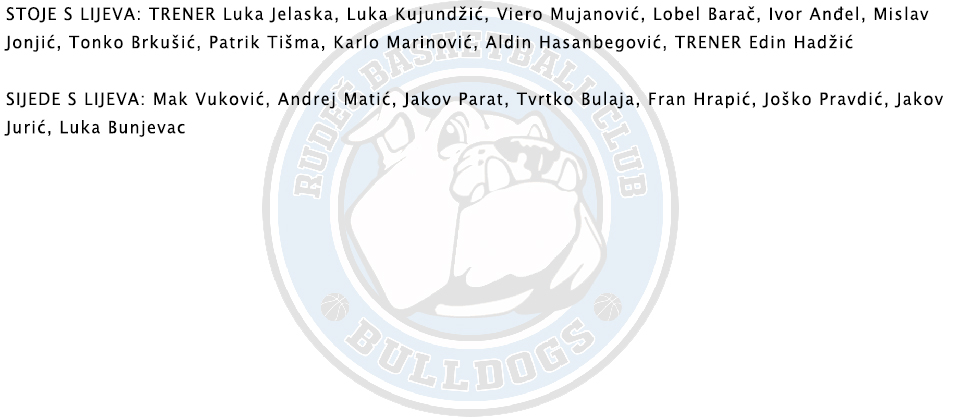 STOJE S LIJEVA: TRENER Luka Jelaska, Luka Kujundžić, Viero Mujanović, Lobel Barač, Ivor Anđel, Mislav
Jonjić, Tonko Brkušić, Patrik Tišma, Karlo Marinović, Aldin Hasanbegović, TRENER Edin Hadžić
SIJEDE S LIJEVA: Mak Vuković, Andrej Matić, Jakov Parat, Tvrtko Bulaja, Fran Hrapić, Joško Pravdić, Jakov
Jurić, Luka Bunjevac
RUDEŠ BASKETBALL CLUB
BULLDOGS